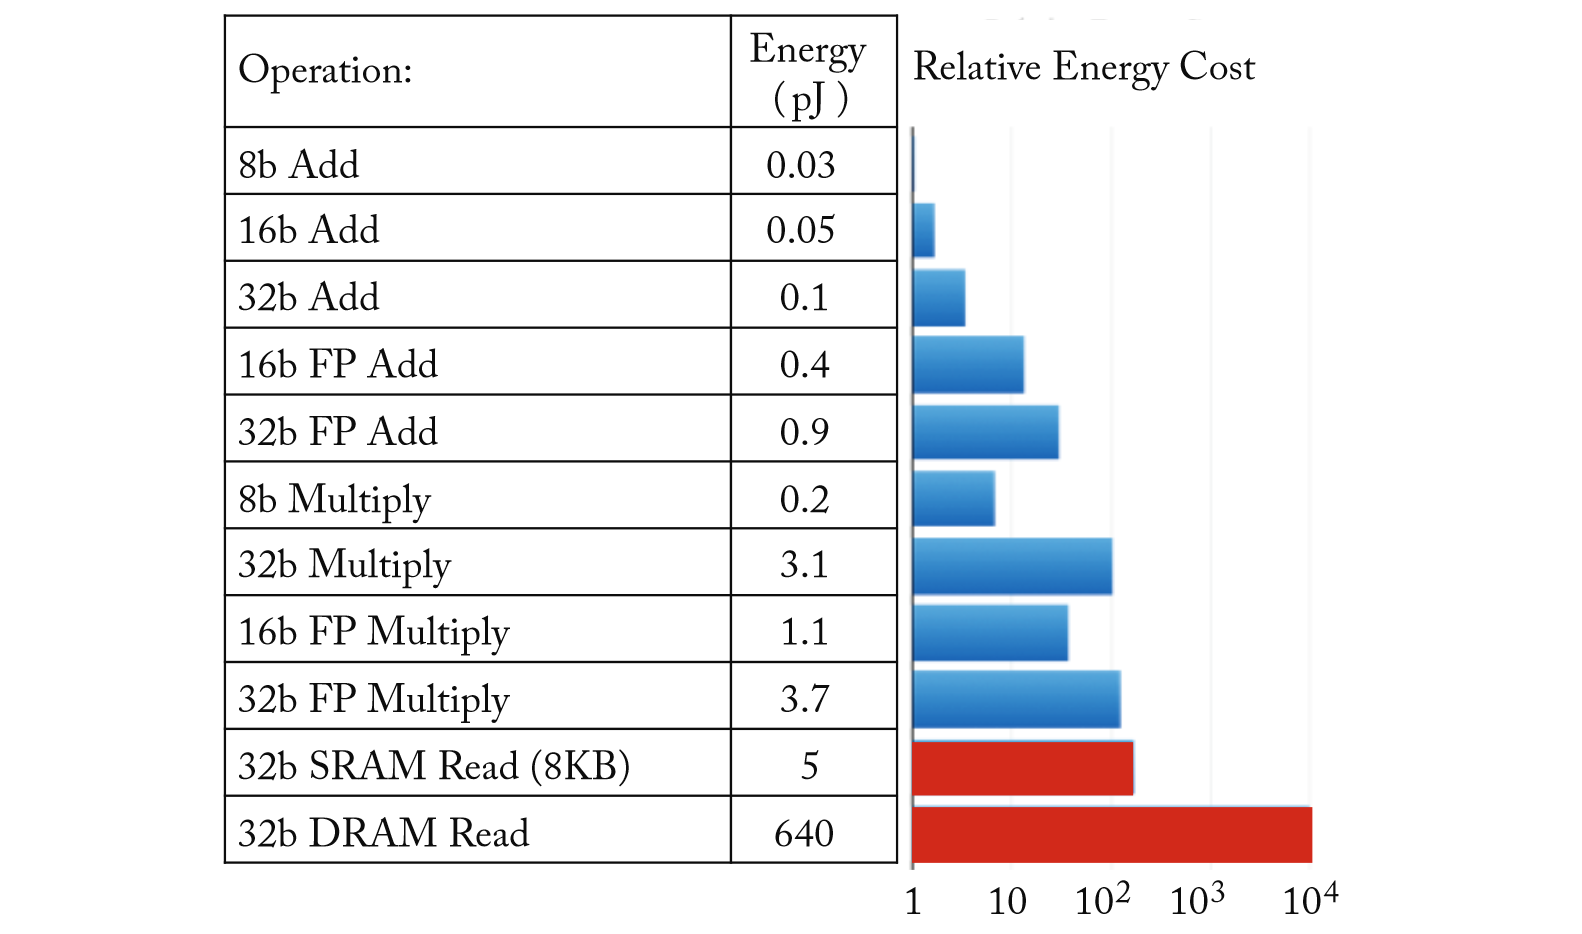 Operation:
Energy
(pJ)
Relative Energy Cost
8b Add 0.03
16b Add 0.05
32b Add 0.1
16b FP Add 0.4
32b FP Add 0.9
8b Multiply 0.2
32b Multiply 3.1
16b FP Multiply 1.1
32b FP Multiply 3.7
32b SRAM Read (8KB) 5
32b DRAM Read 640
1 10 10² 10³ 10⁴